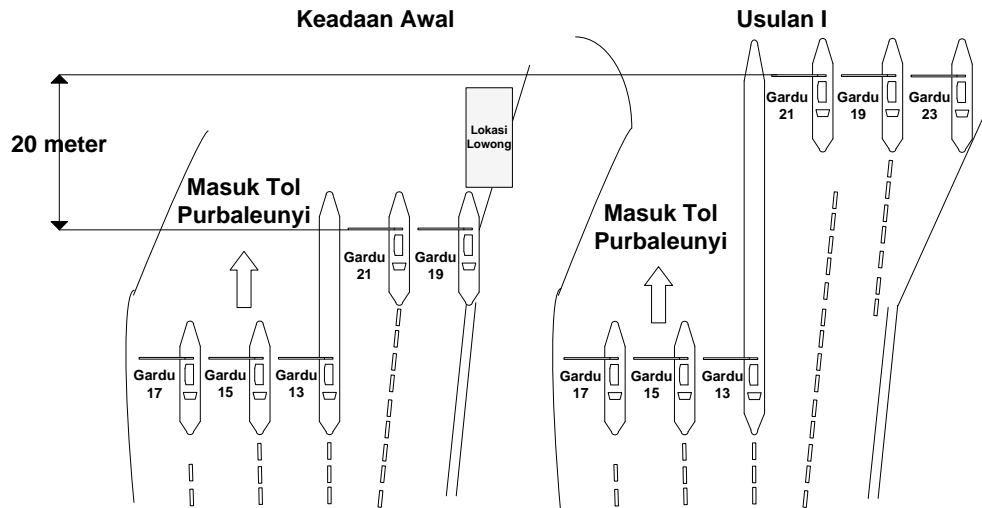 Keadaan Awal
Usulan I
20 meter
Lokasi
Lowong
Masuk Tol
Purbaleunyi
Gardu
21
Gardu
19
Gardu
17
Gardu
15
Gardu
13
Gardu
21
Gardu
19
Gardu
23
Masuk Tol
Purbaleunyi
Gardu
17
Gardu
15
Gardu
13